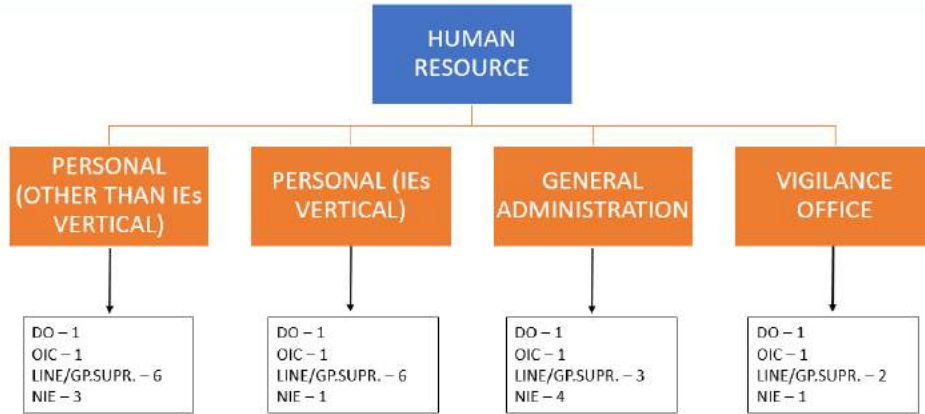 HUMAN
RESOURCE
PERSONAL
(OTHER THAN IEs
VERTICAL)
PERSONAL (IEs
VERTICAL)
GENERAL
ADMINISTRATION
VIGILANCE
OFFICE
DO – 1
OIC – 1
LINE/GP.SUPR. – 6
NIE – 3
DO – 1
OIC – 1
LINE/GP.SUPR. – 6
NIE – 1
DO – 1
OIC – 1
LINE/GP.SUPR. – 3
NIE – 4
DO – 1
OIC – 1
LINE/GP.SUPR. – 2
NIE – 1